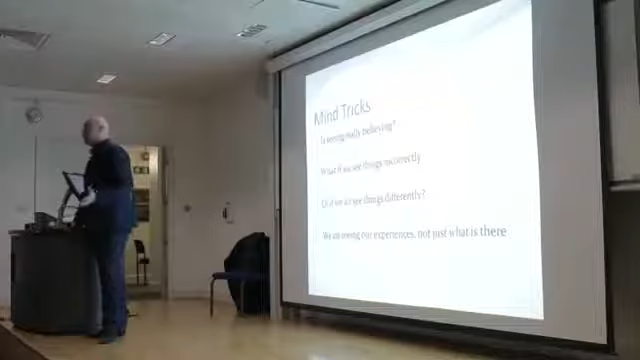 Mind Tricks
Is seeing really believing?
What if we see things incorrectly
Or if we all see things differently?
We are seeing our experiences, not just what is there